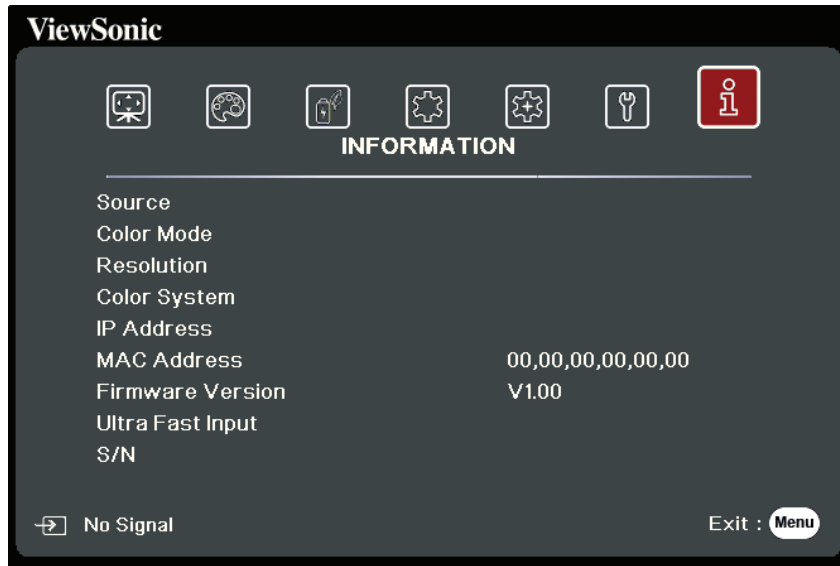 ViewSonic
INFORMATION
Source
Color Mode
Resolution
Color System
IP Address
MAC Address 00,00,00,00,00,00
Firmware Version V1.00
Ultra Fast Input
S/N
No Signal
Exit : Menu